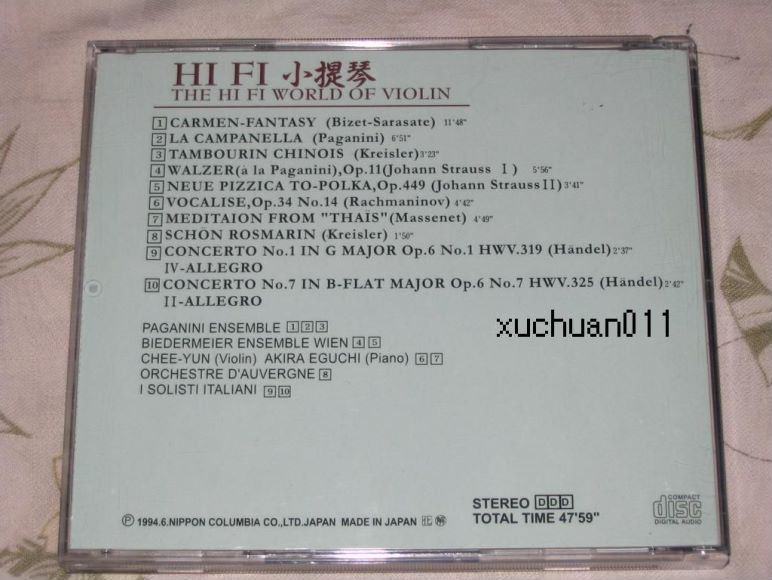 HI FI 小提琴
THE HI FI WORLD OF VIOLIN
1 CARMEN-FANTASY (Bizet-Sarasate) 11'48"
2 LA CAMPANELLA (Paganini) 6'51"
3 TAMBOURIN CHINOIS (Kreisler) 3'23"
4 WALZER(à la Paganini),Op.11(Johann Strauss I) 5'56"
5 NEUE PIZZICA TO-POLKA,Op.449 (Johann Strauss II) 3'41"
6 VOCALISE,Op.34 No.14 (Rachmaninov) 4'42"
7 MEDITAION FROM "THAÏS"(Massenet) 4'49"
8 SCHÖN ROSMARIN (Kreisler) 1'50"
9 CONCERTO No.1 IN G MAJOR Op.6 No.1 HWV.319 (Händel) 2'37"
IV-ALLEGRO
10 CONCERTO No.7 IN B-FLAT MAJOR Op.6 No.7 HWV.325 (Händel) 2'42"
II-ALLEGRO
PAGANINI ENSEMBLE 1 2 3
BIEDERMEIER ENSEMBLE WIEN 4 5
CHEE-YUN (Violin) AKIRA EGUCHI (Piano) 6 7
ORCHESTRE D'AUVERGNE 8
I SOLISTI ITALIANI 9 10
xuchuan011
℗ 1994.6.NIPPON COLUMBIA CO.,LTD.JAPAN MADE IN JAPAN
STEREO DDD
TOTAL TIME 47'59"
COMPACT
disc
DIGITAL AUDIO